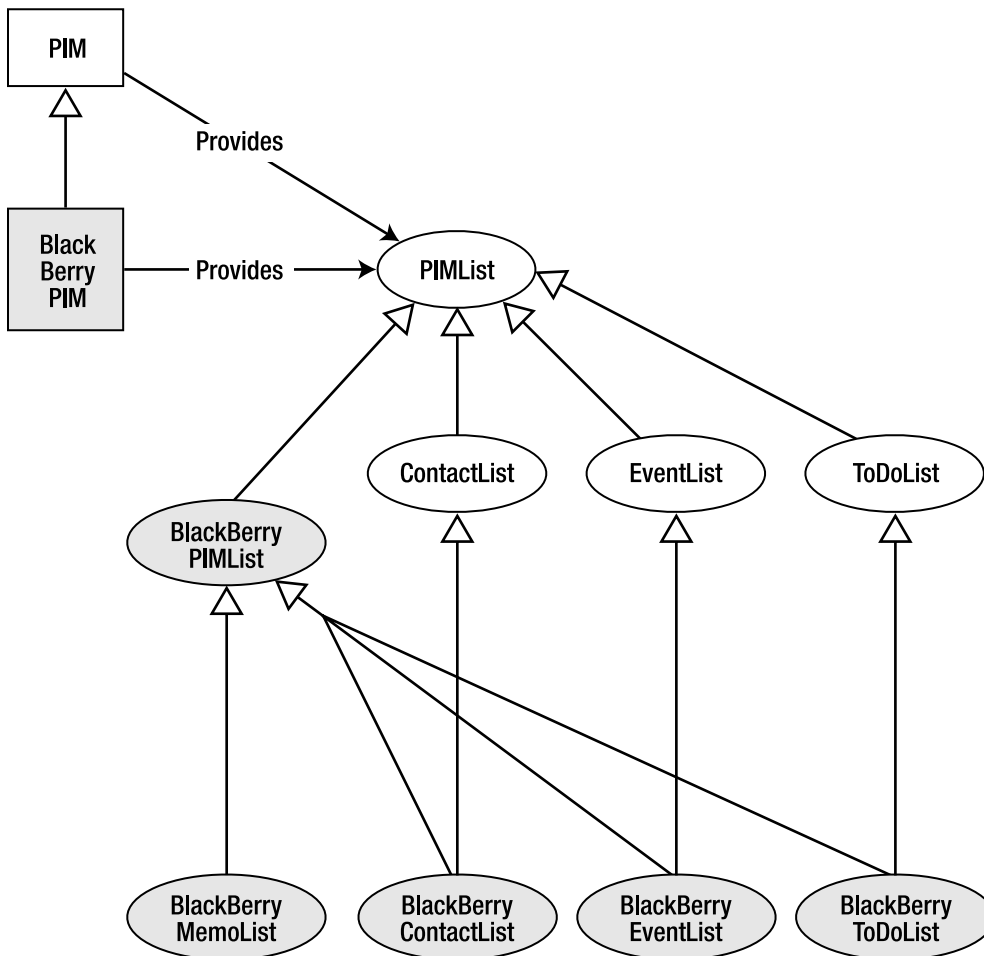 PIM
Provides
Black
Berry
PIM
Provides
PIMList
ContactList
EventList
ToDoList
BlackBerry
PIMList
BlackBerry
MemoList
BlackBerry
ContactList
BlackBerry
EventList
BlackBerry
ToDoList